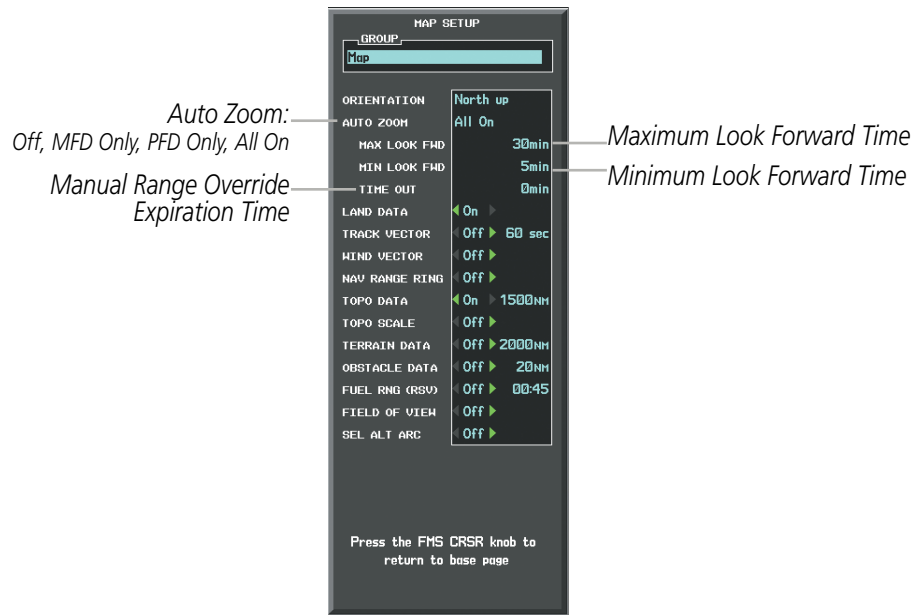 MAP SETUP
GROUP
Map
ORIENTATION North up
AUTO ZOOM All On
MAX LOOK FWD 30min
MIN LOOK FWD 5min
TIME OUT 0min
LAND DATA On
TRACK VECTOR Off 60 sec
WIND VECTOR Off
NAV RANGE RING Off
TOPO DATA On 1500NM
TOPO SCALE Off
TERRAIN DATA Off 2000NM
OBSTACLE DATA Off 20NM
FUEL RNG (RSV) Off 00:45
FIELD OF VIEW Off
SEL ALT ARC Off
Press the FMS CRSR knob to
return to base page
Auto Zoom:
Off, MFD Only, PFD Only, All On
Manual Range Override
Expiration Time
Maximum Look Forward Time
Minimum Look Forward Time